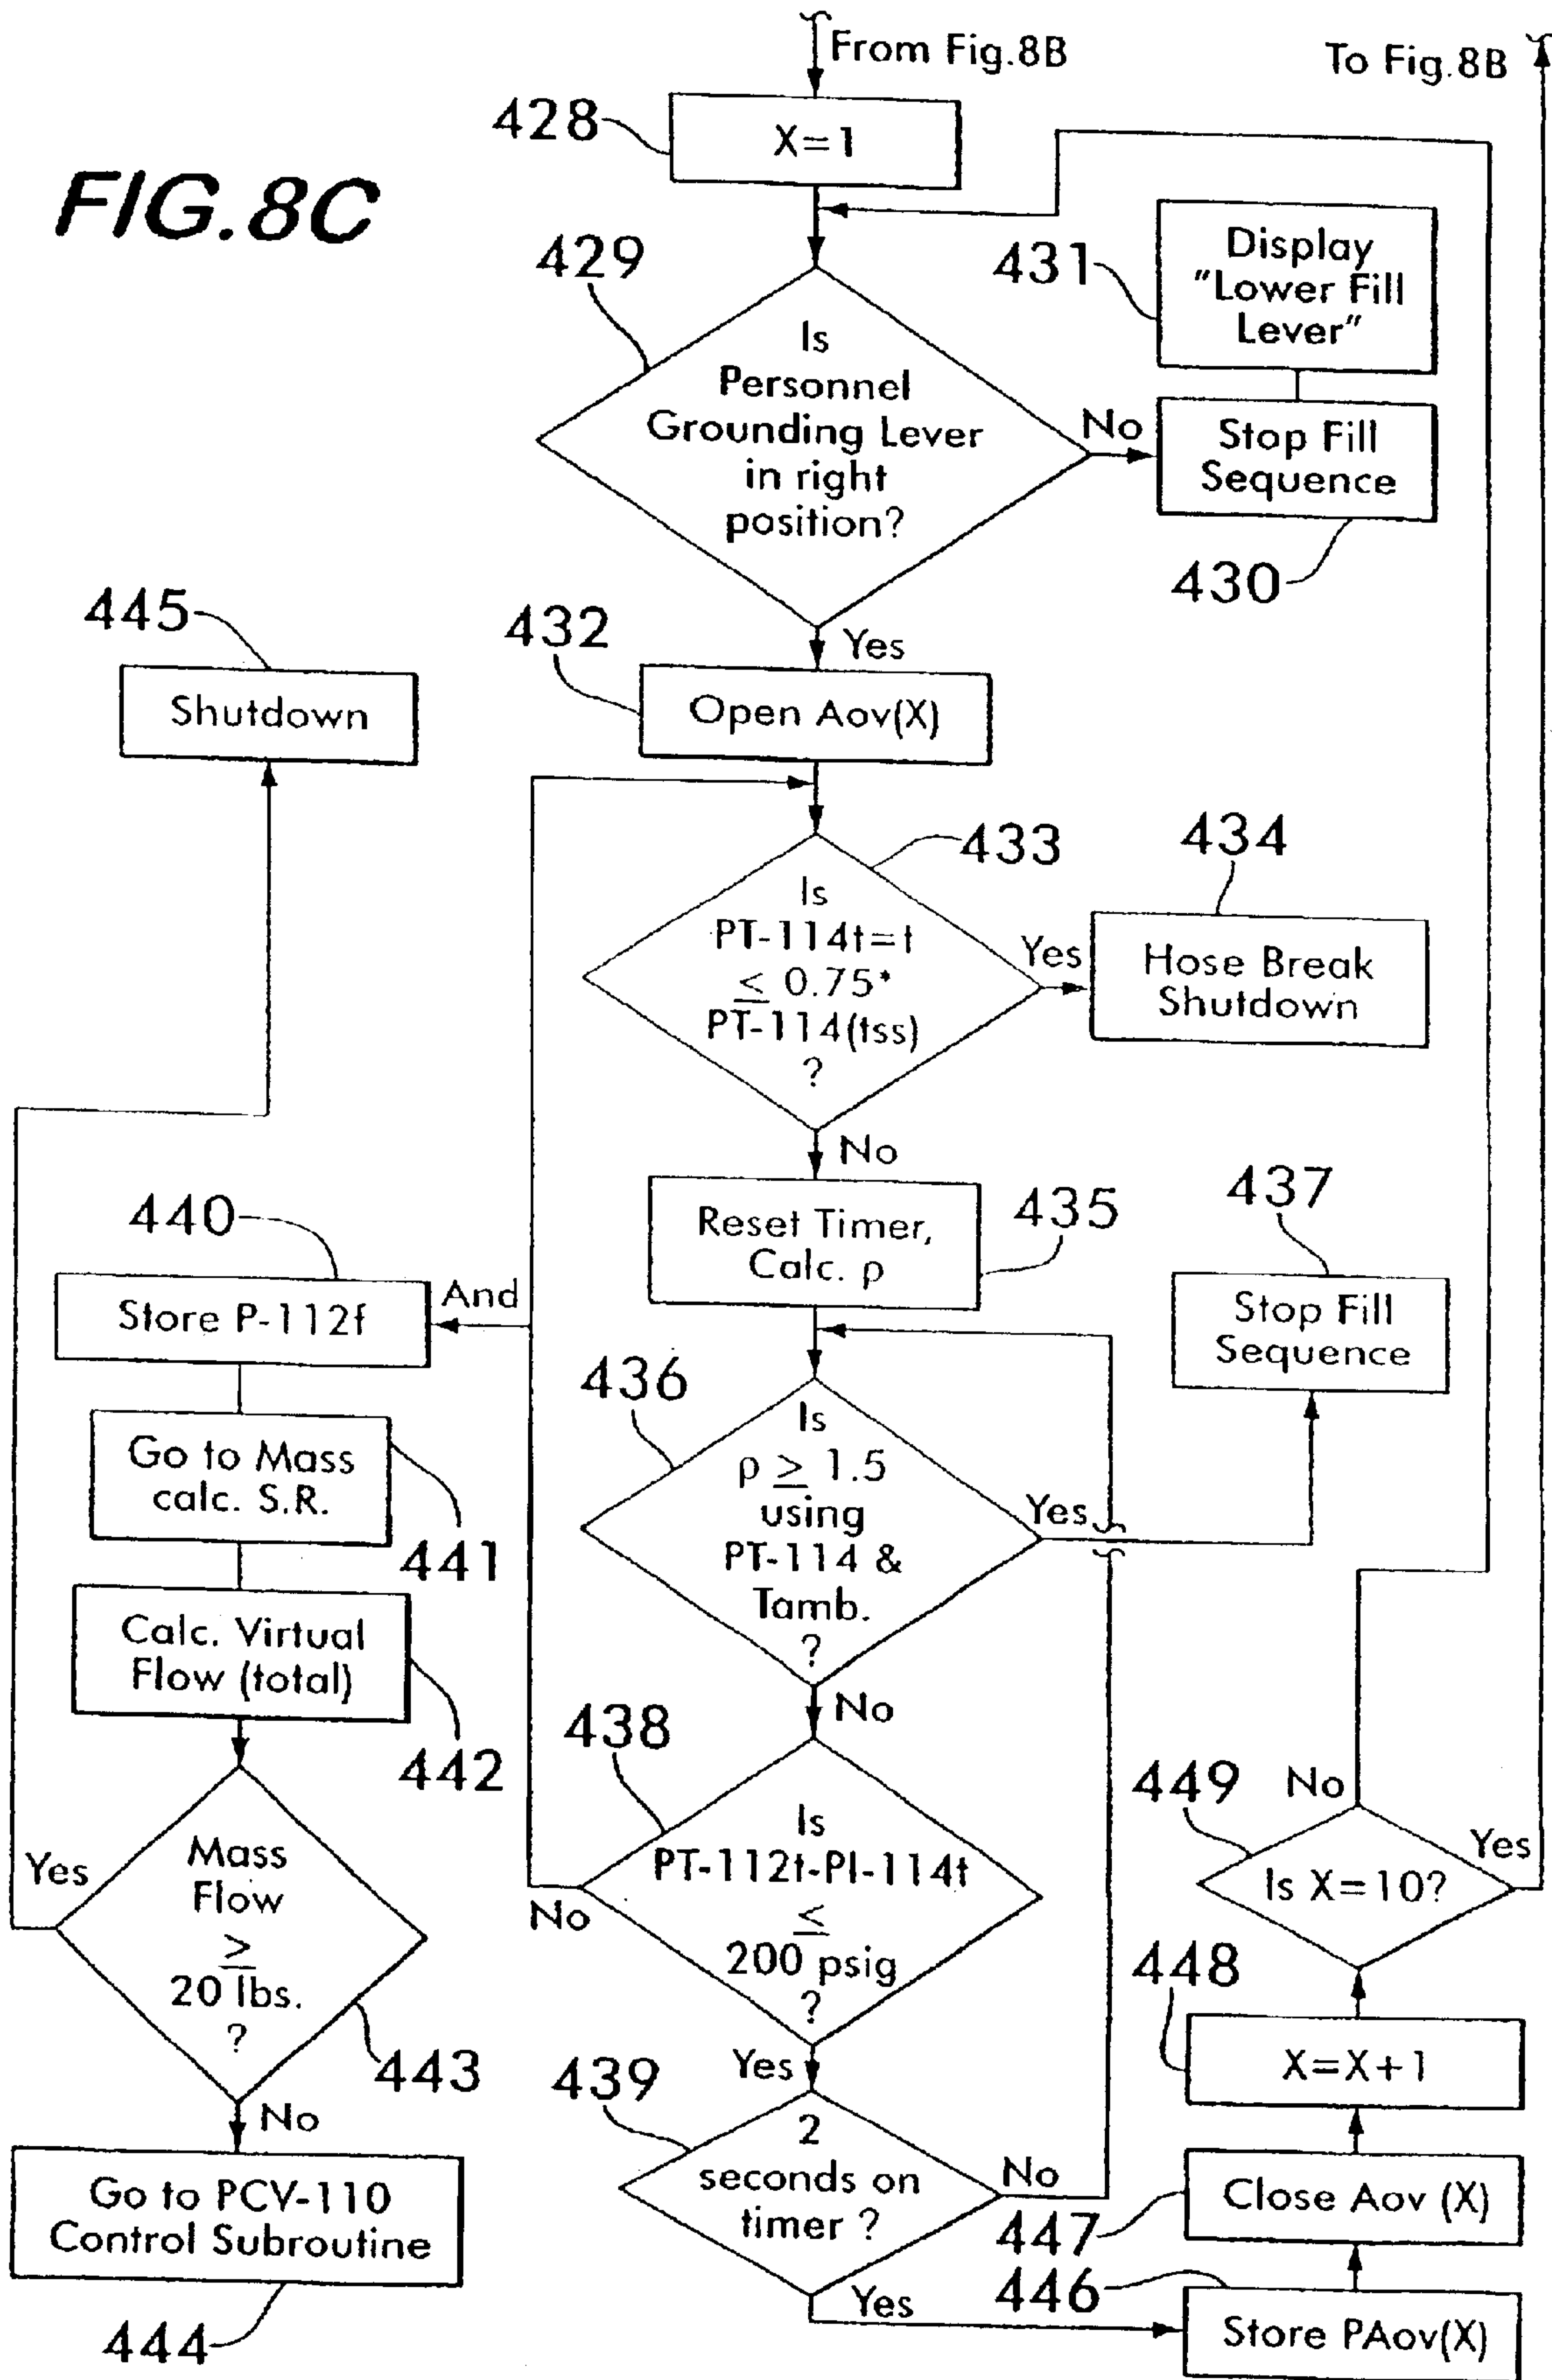 From Fig.8B
To Fig.8B
428
X=1
FIG.8C
429
431
Display
"Lower Fill
Lever"
Is
Personnel
Grounding Lever
in right
position?
No
Stop Fill
Sequence
430
445
Shutdown
432
Yes
Open Aov(X)
433
434
Is
PT-114t=t
≤ 0.75*
PT-114(tss)
?
Yes
Hose Break
Shutdown
No
440
435
437
Reset Timer,
Calc. ρ
Store P-112f
And
Stop Fill
Sequence
436
Is
ρ ≥ 1.5
using
PT-114 &
Tamb.
?
Yes
Go to Mass
calc. S.R.
441
Calc. Virtual
Flow (total)
442
No
438
449
No
Is
PT-112t-PI-114t
≤
200 psig
?
No
Yes
Mass
Flow
≥
20 lbs.
?
443
Is X=10?
Yes
448
X=X+1
Yes
439
2
seconds on
timer ?
No
No
Go to PCV-110
Control Subroutine
444
447
Close Aov (X)
446
Yes
Store PAov(X)